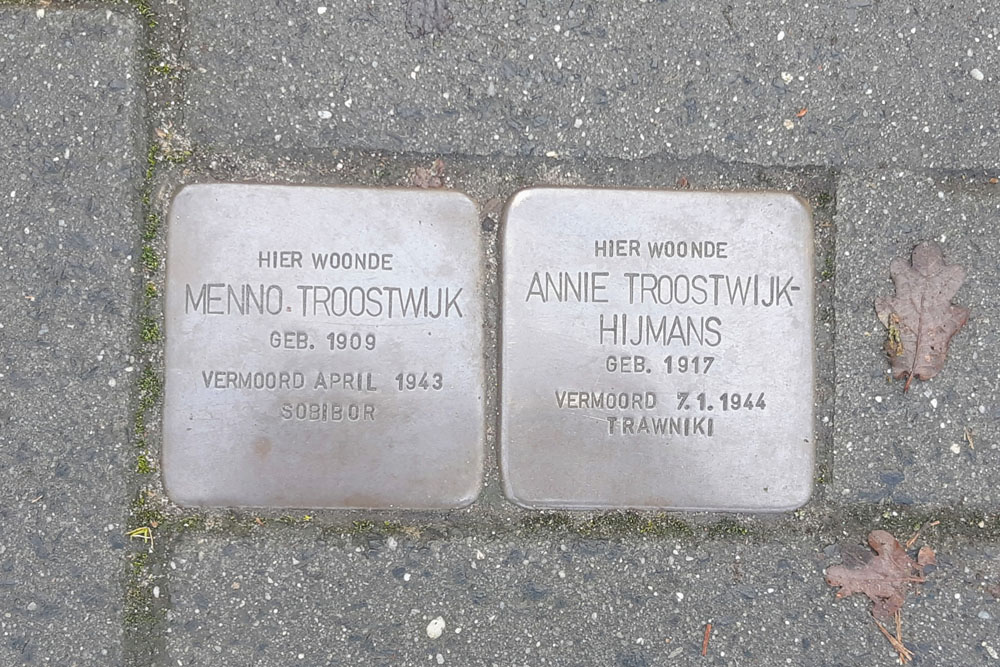 HIER WOONDE
MENNO. TROOSTWIJK
GEB. 1909
VERMOORD APRIL 1943
SOBIBOR
HIER WOONDE
ANNIE TROOSTWIJK-
HIJMANS
GEB. 1917
VERMOORD 7.1.1944
TRAWNIKI